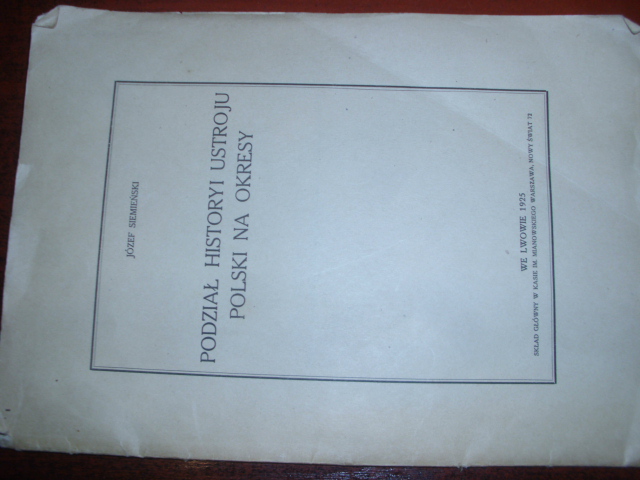 JÓZEF SIEMIEŃSKI
PODZIAŁ HISTORYI USTROJU
POLSKI NA OKRESY
WE LWOWIE 1925
SKŁAD GŁÓWNY W KASIE IM. MIANOWSKIEGO WARSZAWA, NOWY ŚWIAT 72